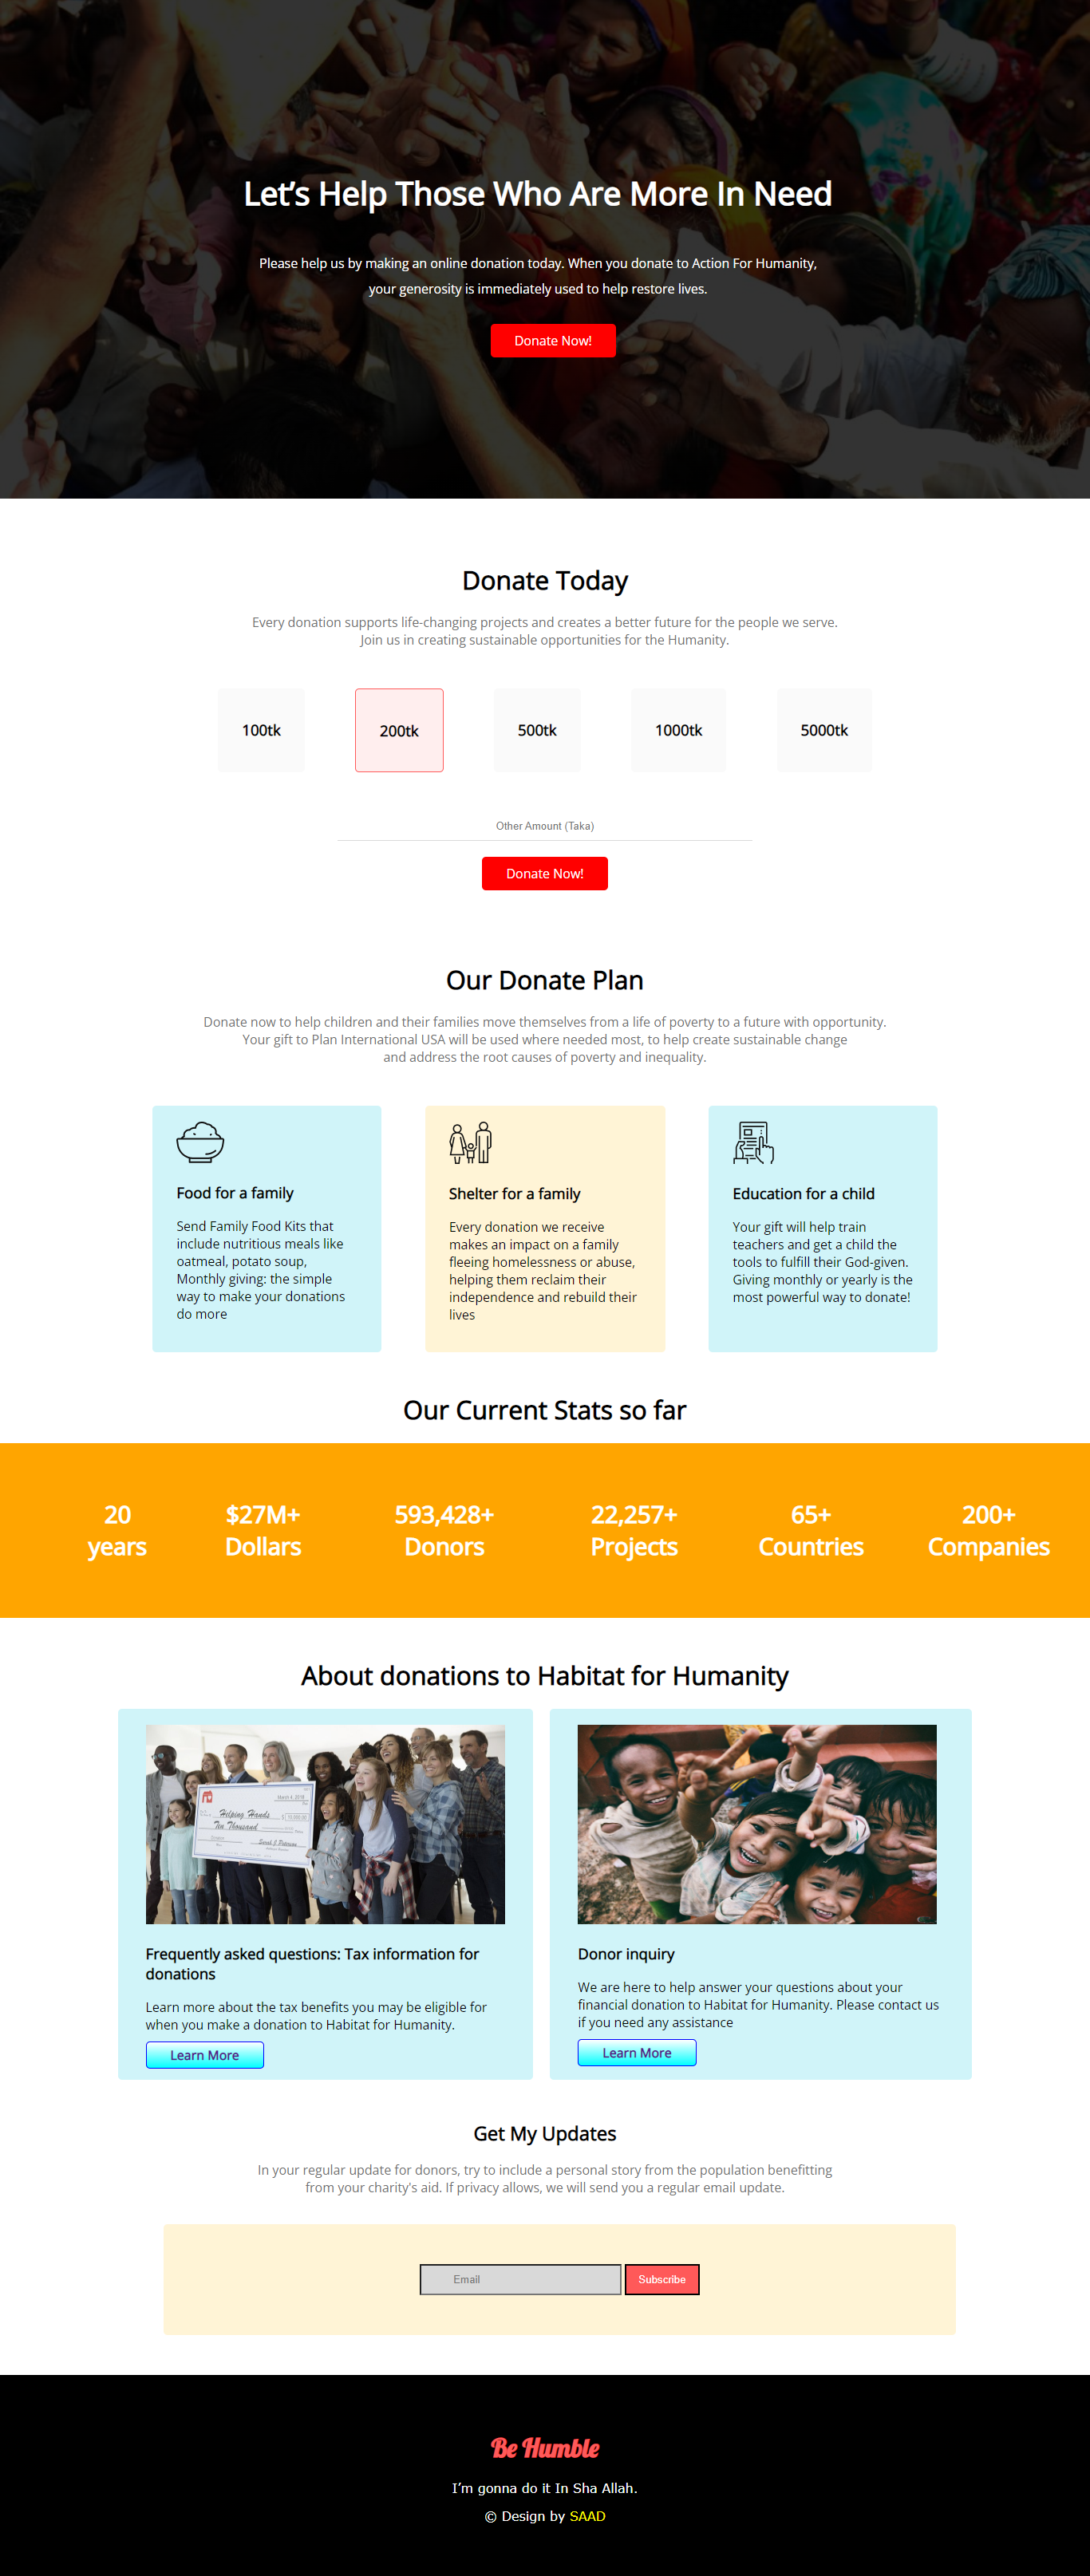 Let’s Help Those Who Are More In Need
Please help us by making an online donation today. When you donate to Action For Humanity,
your generosity is immediately used to help restore lives.
Donate Now!
Donate Today
Every donation supports life-changing projects and creates a better future for the people we serve.
Join us in creating sustainable opportunities for the Humanity.
100tk
200tk
500tk
1000tk
5000tk
Other Amount (Taka)
Donate Now!
Our Donate Plan
Donate now to help children and their families move themselves from a life of poverty to a future with opportunity.
Your gift to Plan International USA will be used where needed most, to help create sustainable change
and address the root causes of poverty and inequality.
Food for a family
Send Family Food Kits that
include nutritious meals like
oatmeal, potato soup,
Monthly giving: the simple
way to make your donations
do more
Shelter for a family
Every donation we receive
makes an impact on a family
fleeing homelessness or abuse,
helping them reclaim their
independence and rebuild their
lives
Education for a child
Your gift will help train
teachers and get a child the
tools to fulfill their God-given.
Giving monthly or yearly is the
most powerful way to donate!
Our Current Stats so far
20
years
$27M+
Dollars
593,428+
Donors
22,257+
Projects
65+
Countries
200+
Companies
About donations to Habitat for Humanity
March 4, 2018
Helping Hands
$ 10,000.00
Ten Thousand
Sarah J Peterson
Frequently asked questions: Tax information for
donations
Learn more about the tax benefits you may be eligible for
when you make a donation to Habitat for Humanity.
Learn More
Donor inquiry
We are here to help answer your questions about your
financial donation to Habitat for Humanity. Please contact us
if you need any assistance
Learn More
Get My Updates
In your regular update for donors, try to include a personal story from the population benefitting
from your charity's aid. If privacy allows, we will send you a regular email update.
Email
Subscribe
Be Humble
I’m gonna do it In Sha Allah.
© Design by SAAD